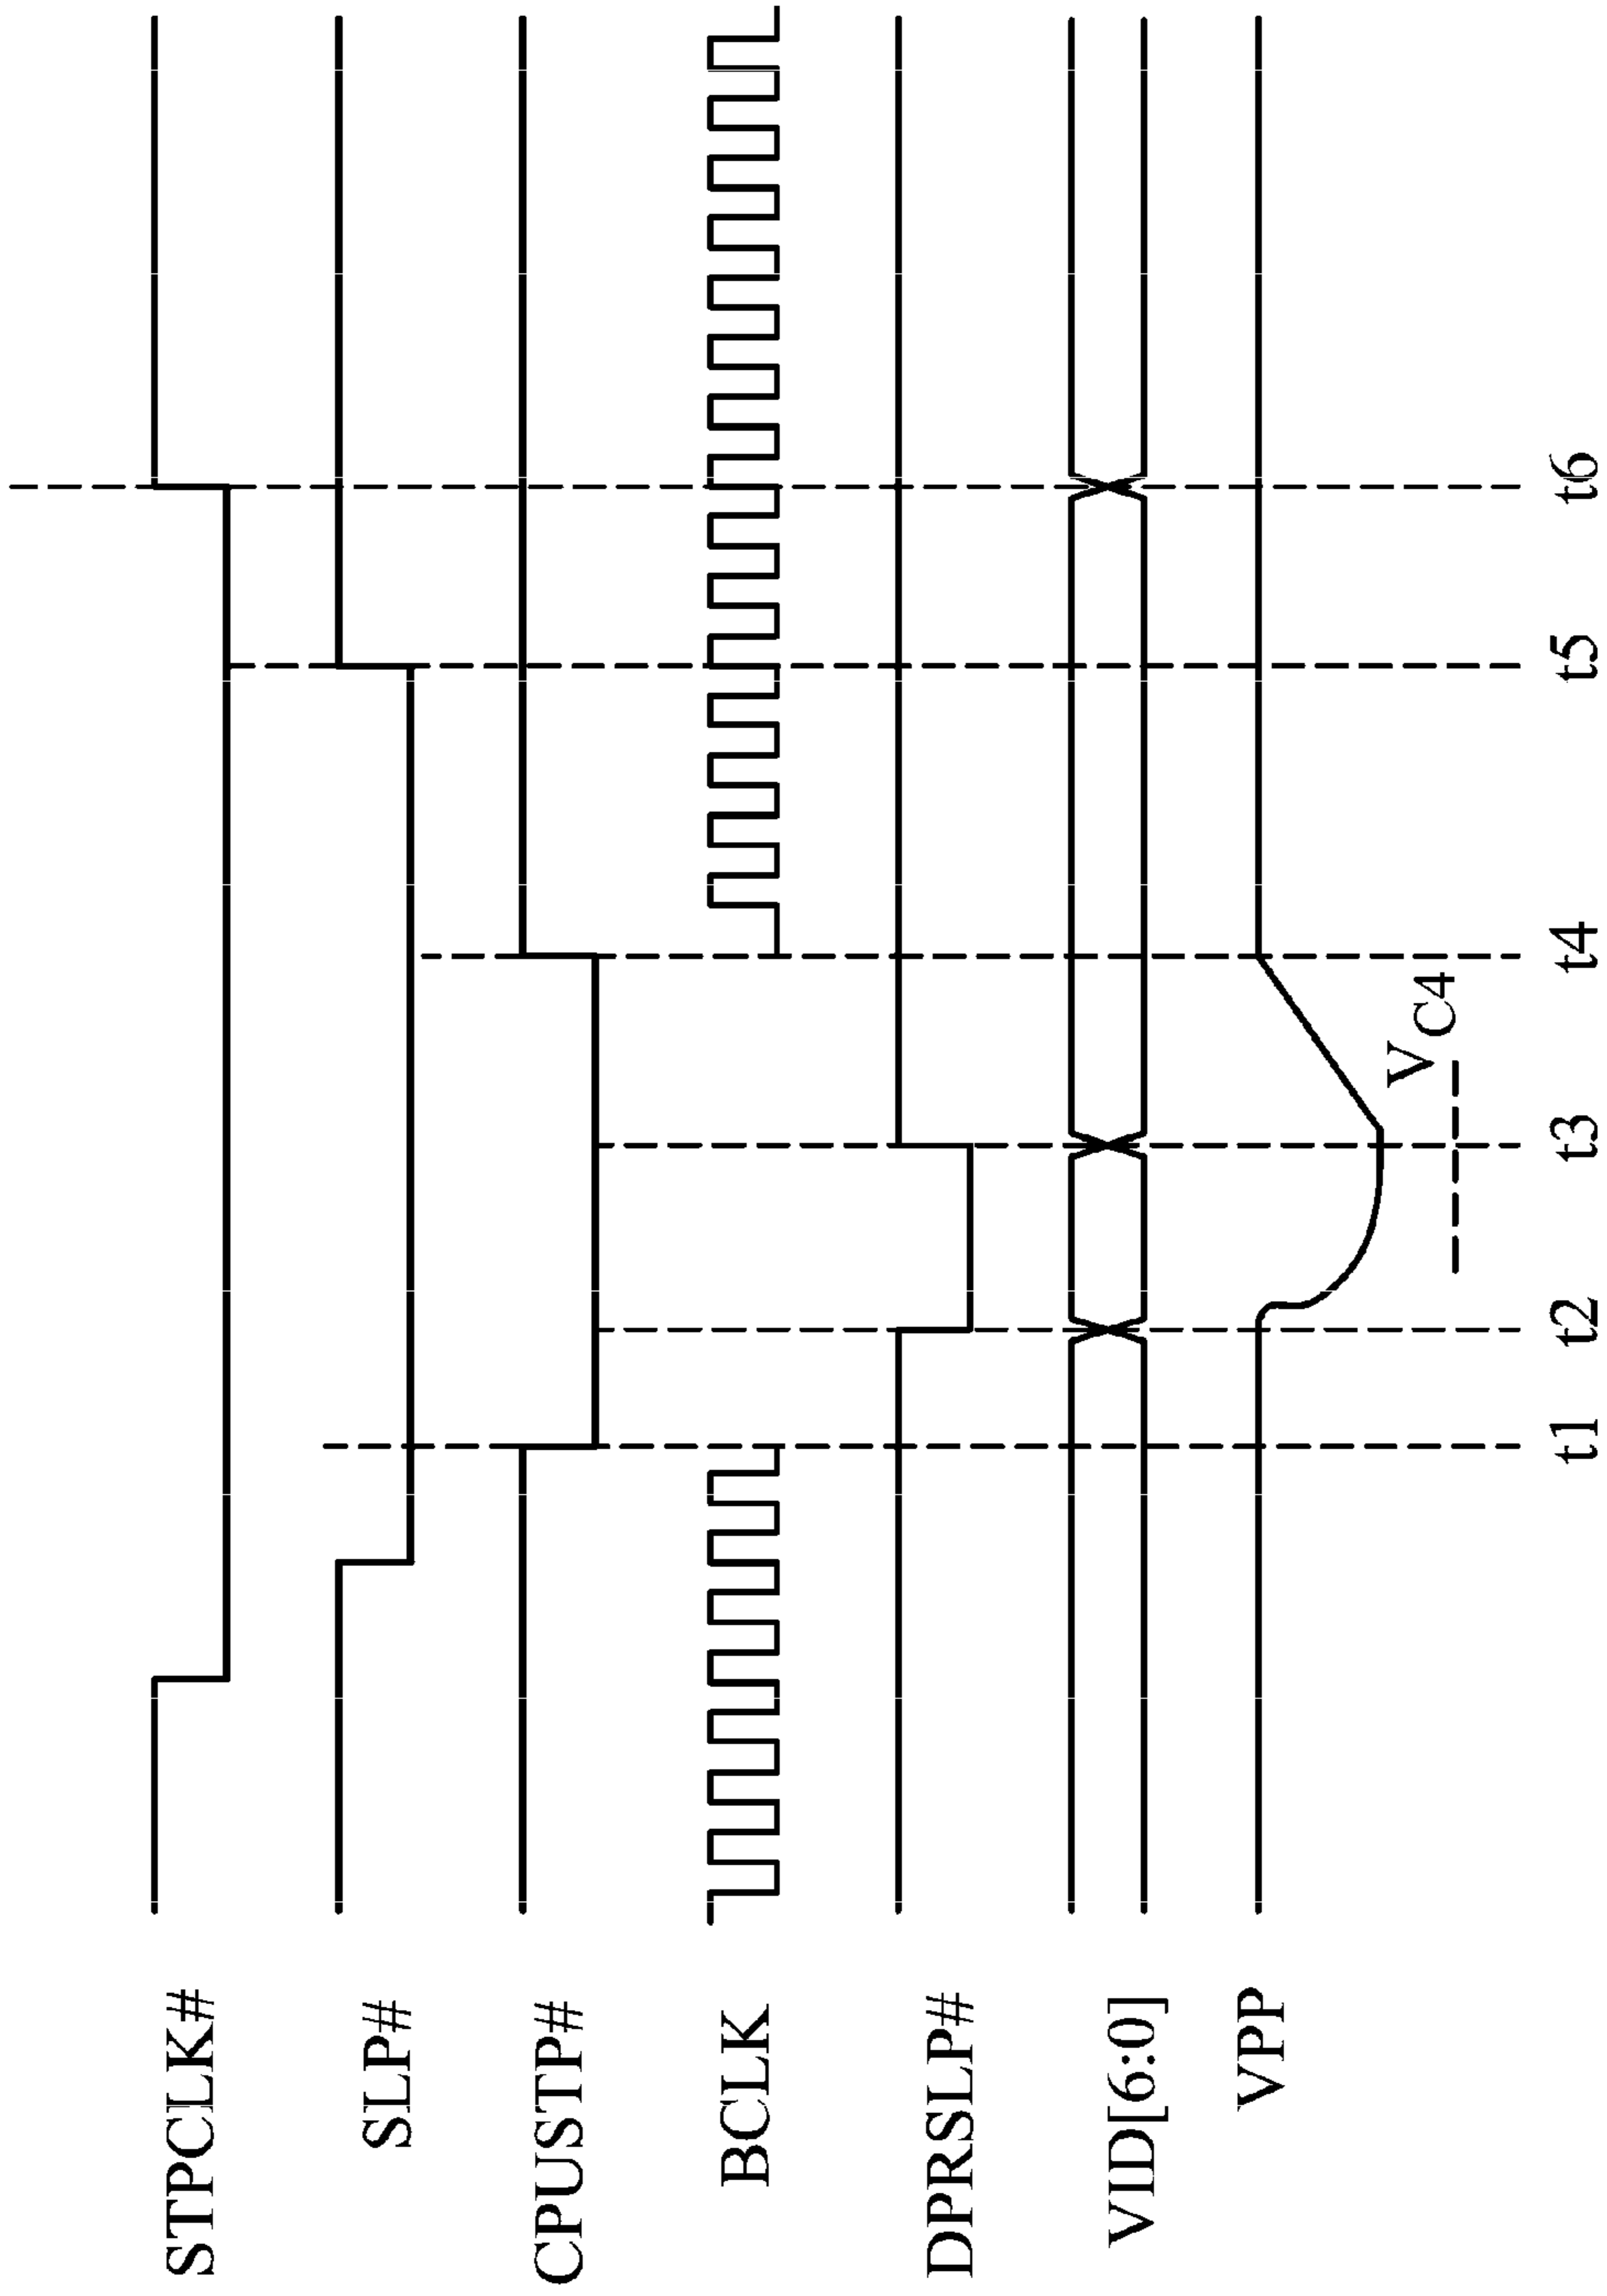 STPCLK#
SLP#
CPUSTP#
BCLK
DPRSLP#
VID[6:0]
VPP
VC4
t1 t2 t3 t4 t5 t6